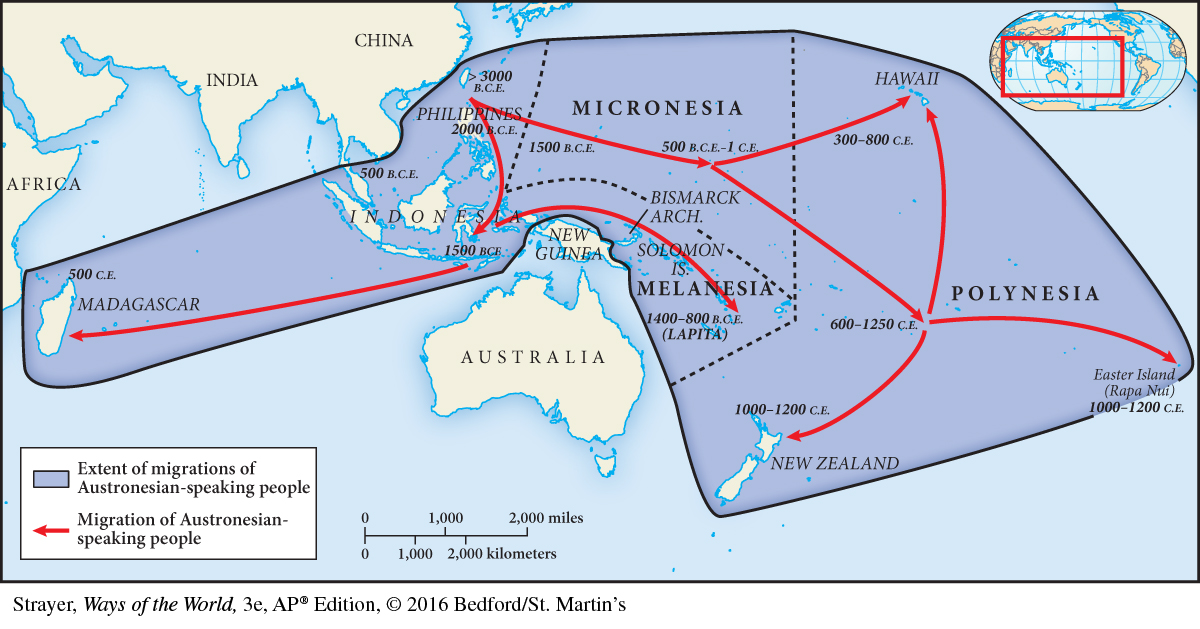 CHINA
INDIA
HAWAII
> 3000
B.C.E.
MICRONESIA
PHILIPPINES
2000 B.C.E.
1500 B.C.E.
500 B.C.E.–1 C.E.
300–800 C.E.
AFRICA
500 B.C.E.
BISMARCK
ARCH.
INDONESIA
NEW
GUINEA
1500 BCE
SOLOMON
IS.
500 C.E.
MADAGASCAR
MELANESIA
POLYNESIA
1400–800 B.C.E.
(LAPITA)
600–1250 C.E.
AUSTRALIA
Easter Island
(Rapa Nui)
1000–1200 C.E.
1000–1200 C.E.
NEW ZEALAND
Extent of migrations of
Austronesian-speaking people
Migration of Austronesian-
speaking people
0 1,000 2,000 miles
0 1,000 2,000 kilometers
Strayer, Ways of the World, 3e, AP® Edition, © 2016 Bedford/St. Martin's